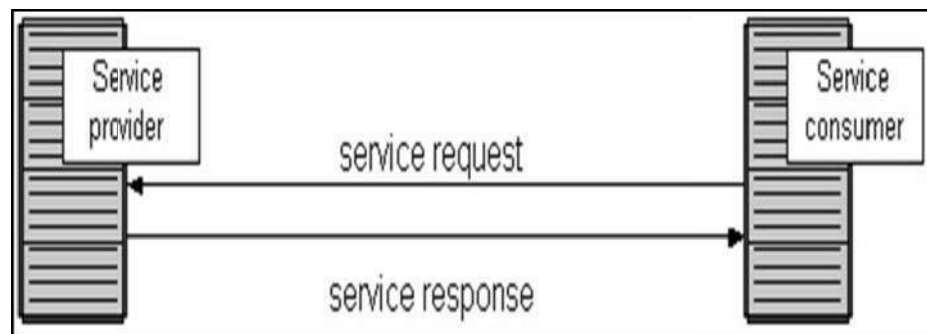 Service
provider
service request
service response
Service
consumer